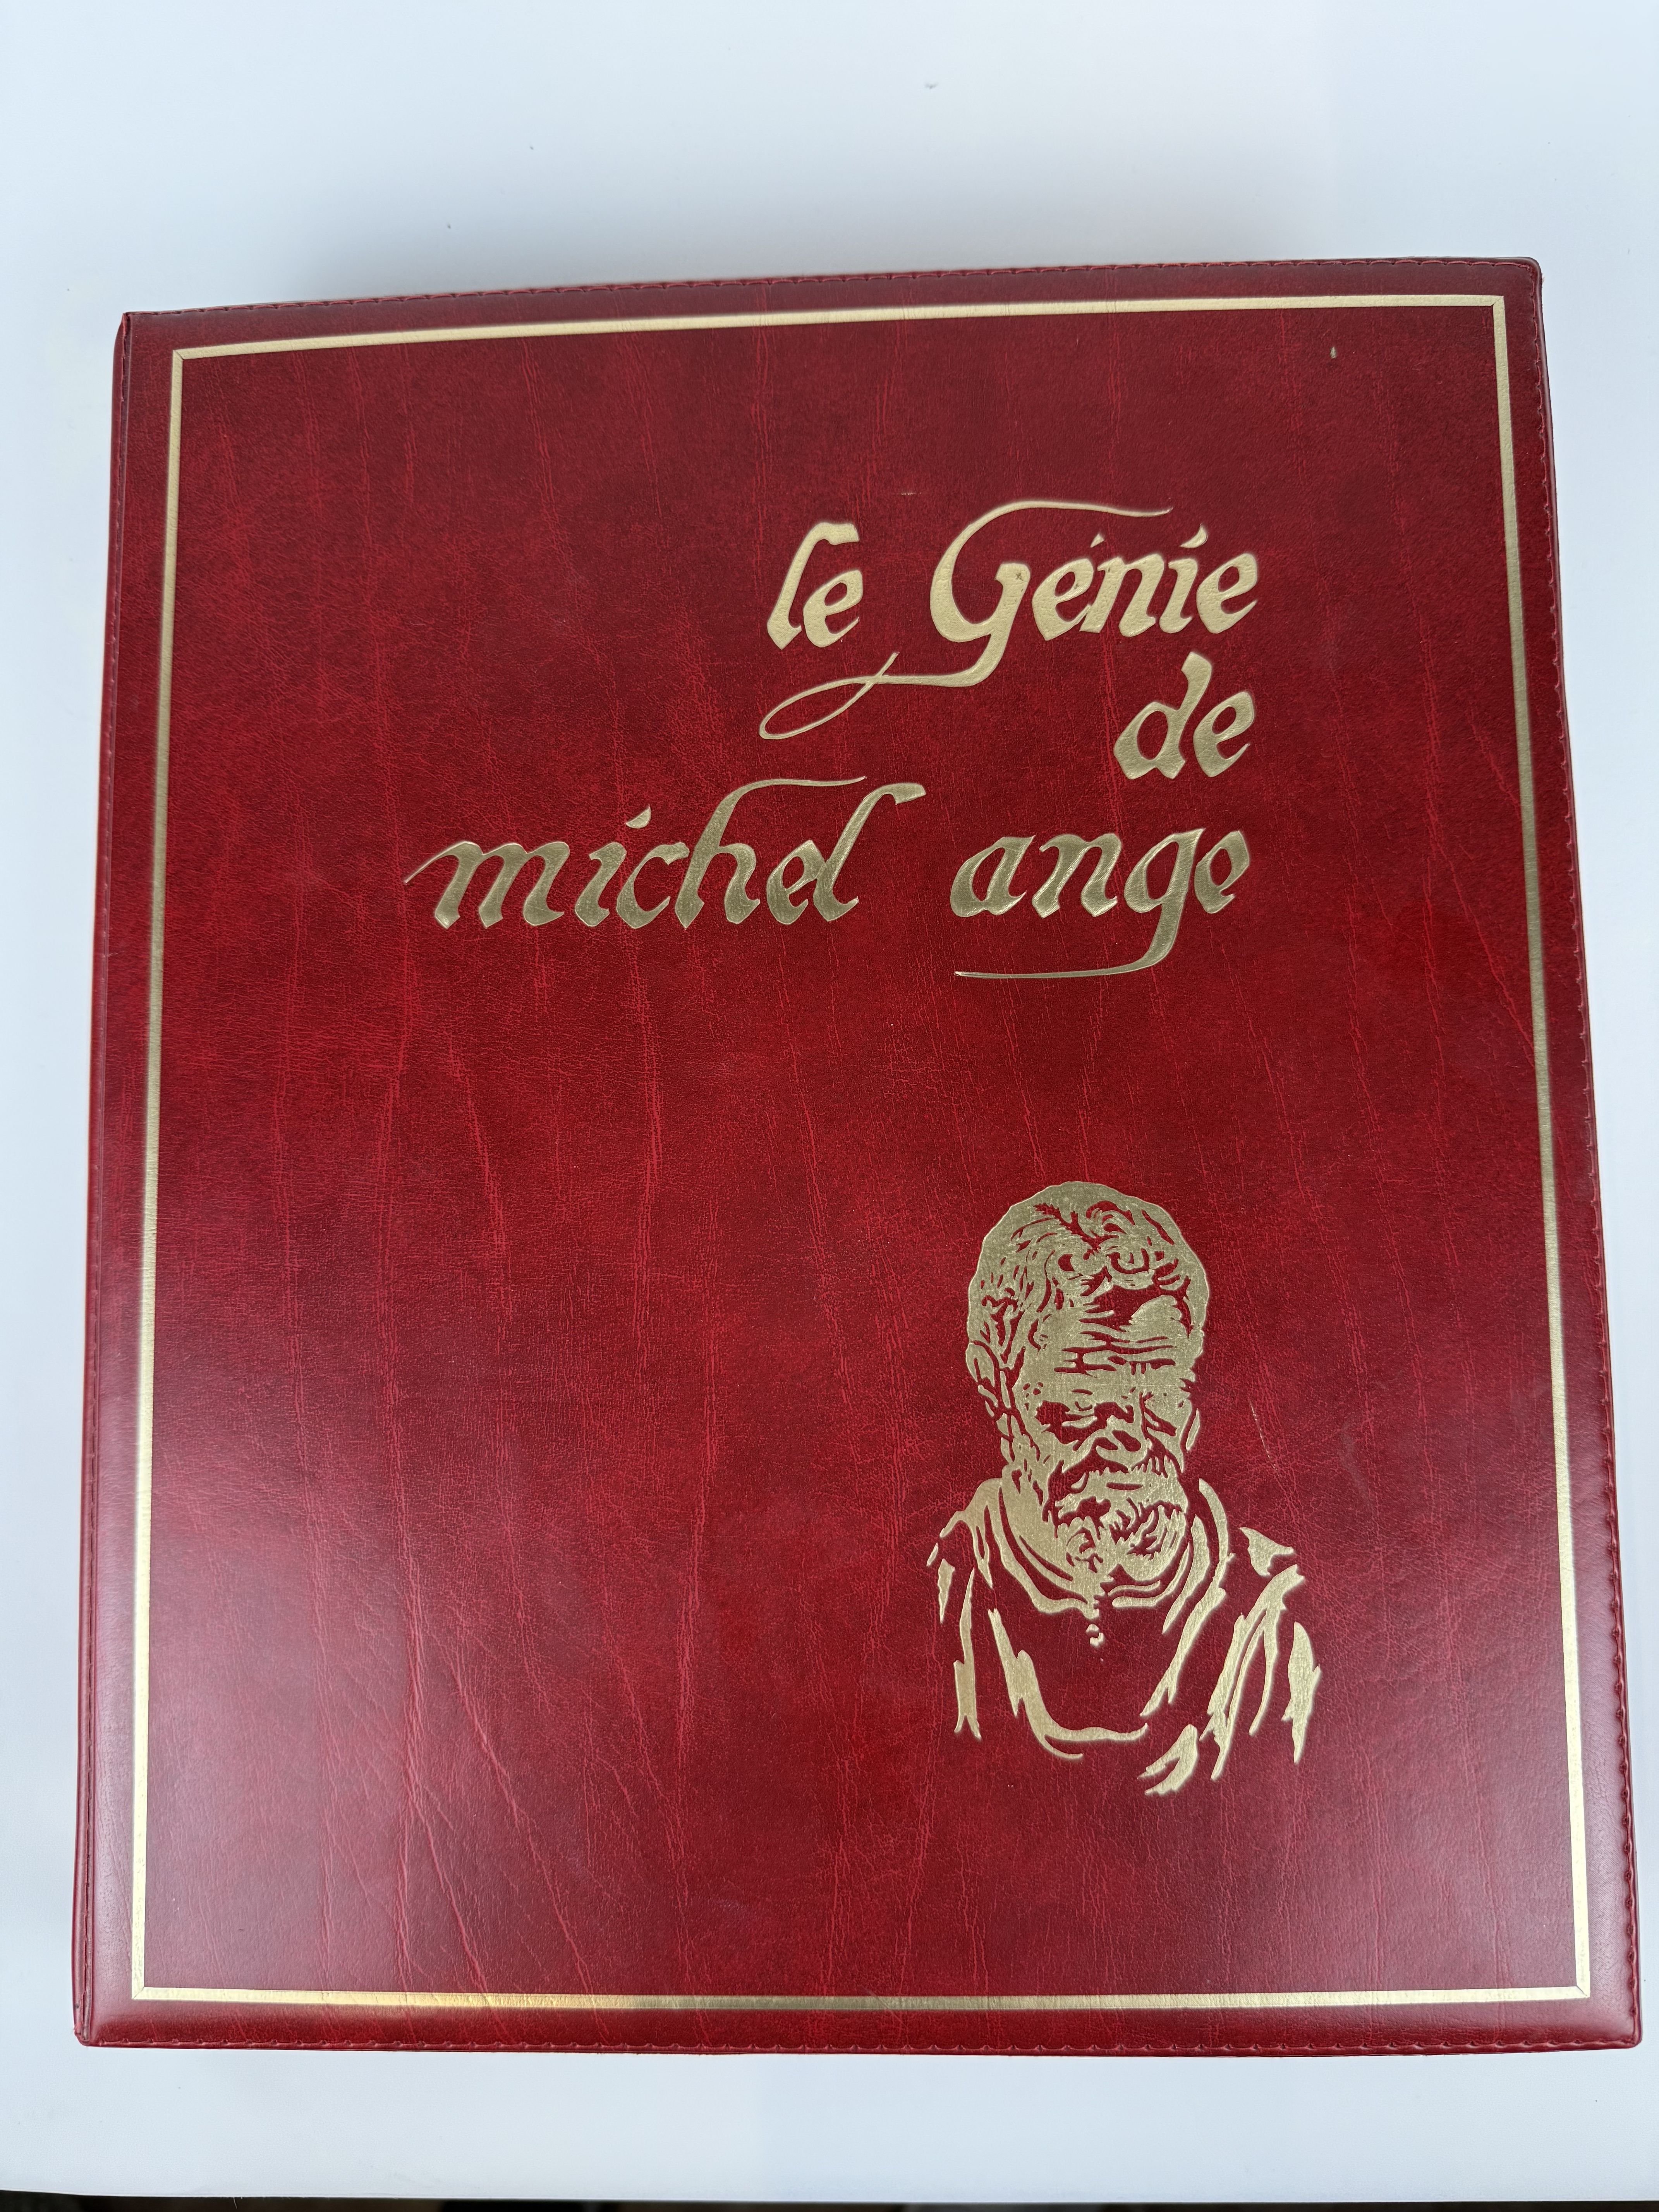 le Génie
de
michel ange